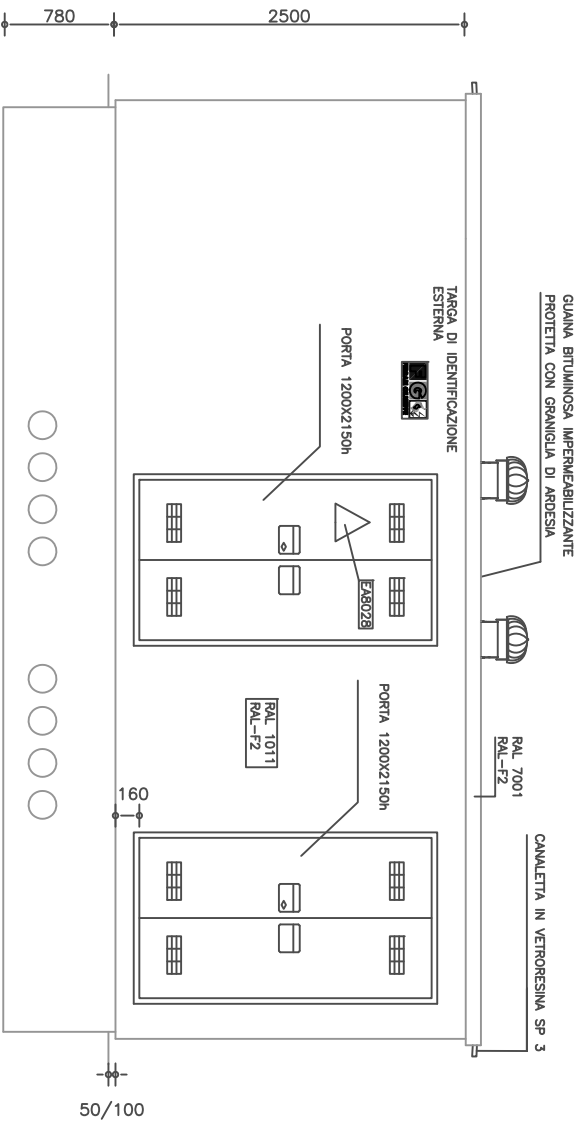 780
2500
GUAINA BITUMINOSA IMPERMEABILIZZANTE
PROTETTA CON GRANIGLIA DI ARDESIA
TARGA DI IDENTIFICAZIONE
ESTERNA
PORTA 1200X2150h
EA8028
RAL 7001
RAL-F2
PORTA 1200X2150h
RAL 1011
RAL-F2
160
CANALETTA IN VETRORESINA SP 3
50/100